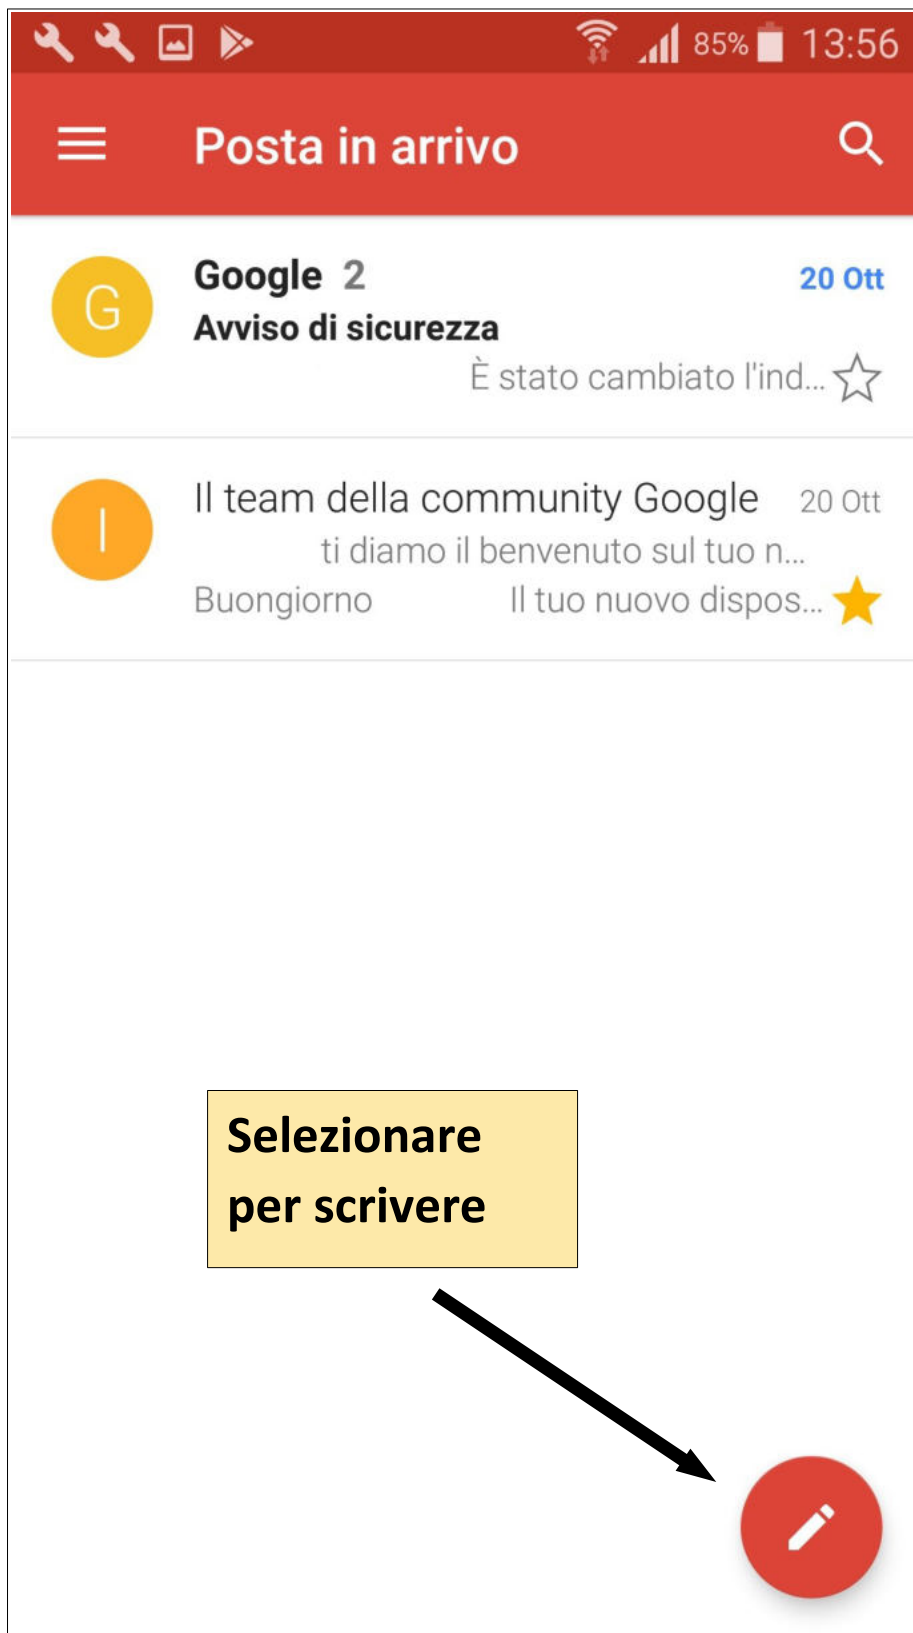 85% 13:56
Posta in arrivo
G
Google 2 20 Ott
Avviso di sicurezza
È stato cambiato l'ind...
I
Il team della community Google 20 Ott
ti diamo il benvenuto sul tuo n...
Buongiorno Il tuo nuovo dispos...
Selezionare
per scrivere